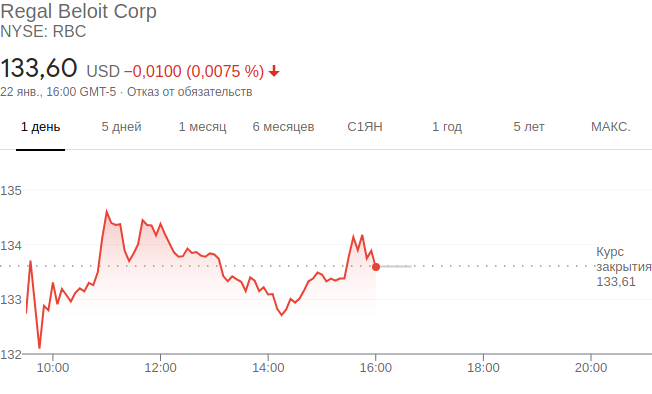 Regal Beloit Corp
NYSE: RBC
133,60 USD −0,0100 (0,0075 %)
22 янв., 16:00 GMT-5 · Отказ от обязательств
1 день 5 дней 1 месяц 6 месяцев С1ЯН 1 год 5 лет МАКС.
135
134
Курс
закрытия
133,61
133
132
10:00 12:00 14:00 16:00 18:00 20:00